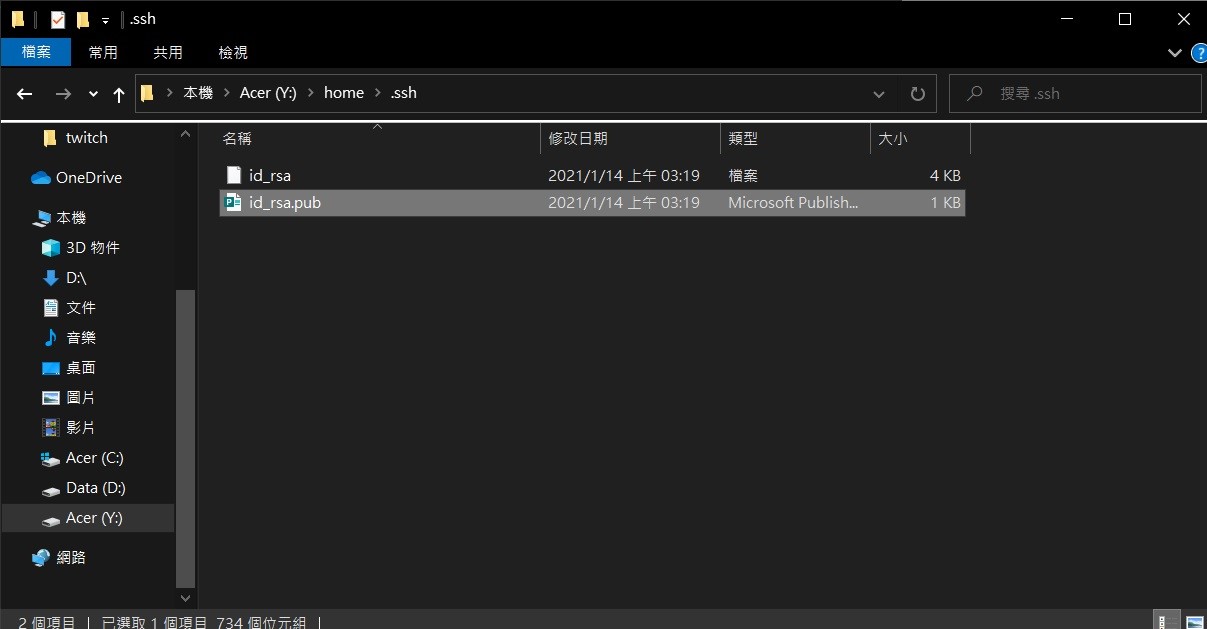 .ssh
檔案 常用 共用 檢視
本機 Acer (Y:) home .ssh 搜尋 .ssh
twitch
OneDrive
本機
3D 物件
D:\
文件
音樂
桌面
圖片
影片
Acer (C:)
Data (D:)
Acer (Y:)
網路
名稱 修改日期 類型 大小
id_rsa 2021/1/14 上午 03:19 檔案 4 KB
id_rsa.pub 2021/1/14 上午 03:19 Microsoft Publish... 1 KB
2 個項目 已選取 1 個項目 734 個位元組